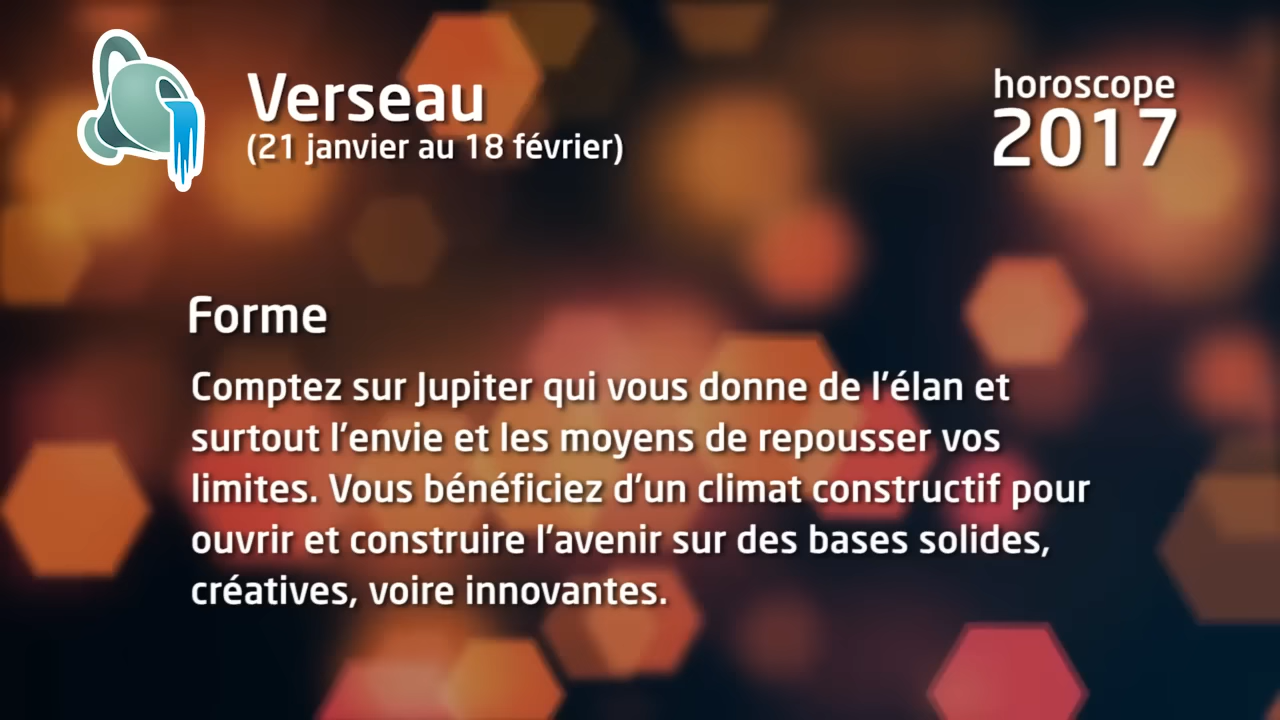 Verseau
(21 janvier au 18 février)
horoscope
2017
Forme
Comptez sur Jupiter qui vous donne de l'élan et
surtout l'envie et les moyens de repousser vos
limites. Vous bénéficiez d'un climat constructif pour
ouvrir et construire l'avenir sur des bases solides,
créatives, voire innovantes.